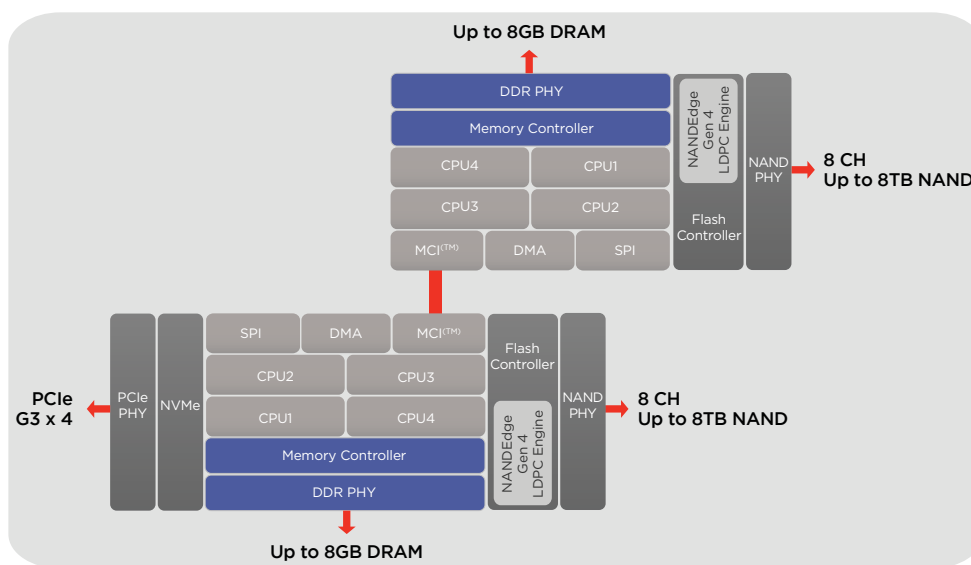 Up to 8GB DRAM
DDR PHY
Memory Controller
CPU4
CPU1
CPU3
CPU2
MCI(TM)
DMA
SPI
NANDEdge
Gen 4
LDPC Engine
Flash
Controller
NAND
PHY
8 CH
Up to 8TB NAND
PCIe
G3 x 4
PCIe
PHY
NVMe
SPI
DMA
MCI(TM)
CPU2
CPU3
CPU1
CPU4
Memory Controller
DDR PHY
Flash
Controller
NANDEdge
Gen 4
LDPC Engine
NAND
PHY
8 CH
Up to 8TB NAND
Up to 8GB DRAM